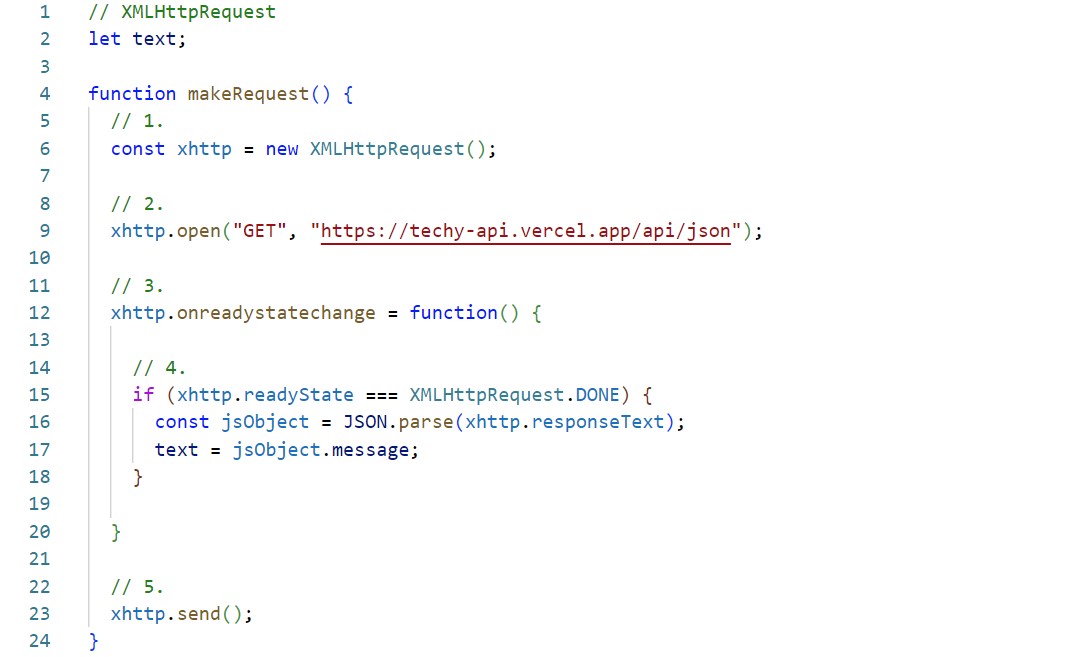 1 // XMLHttpRequest
2 let text;
3
4 function makeRequest() {
5 // 1.
6 const xhttp = new XMLHttpRequest();
7
8 // 2.
9 xhttp.open("GET", "https://techy-api.vercel.app/api/json");
10
11 // 3.
12 xhttp.onreadystatechange = function() {
13
14 // 4.
15 if (xhttp.readyState === XMLHttpRequest.DONE) {
16 const jsObject = JSON.parse(xhttp.responseText);
17 text = jsObject.message;
18 }
19
20 }
21
22 // 5.
23 xhttp.send();
24 }